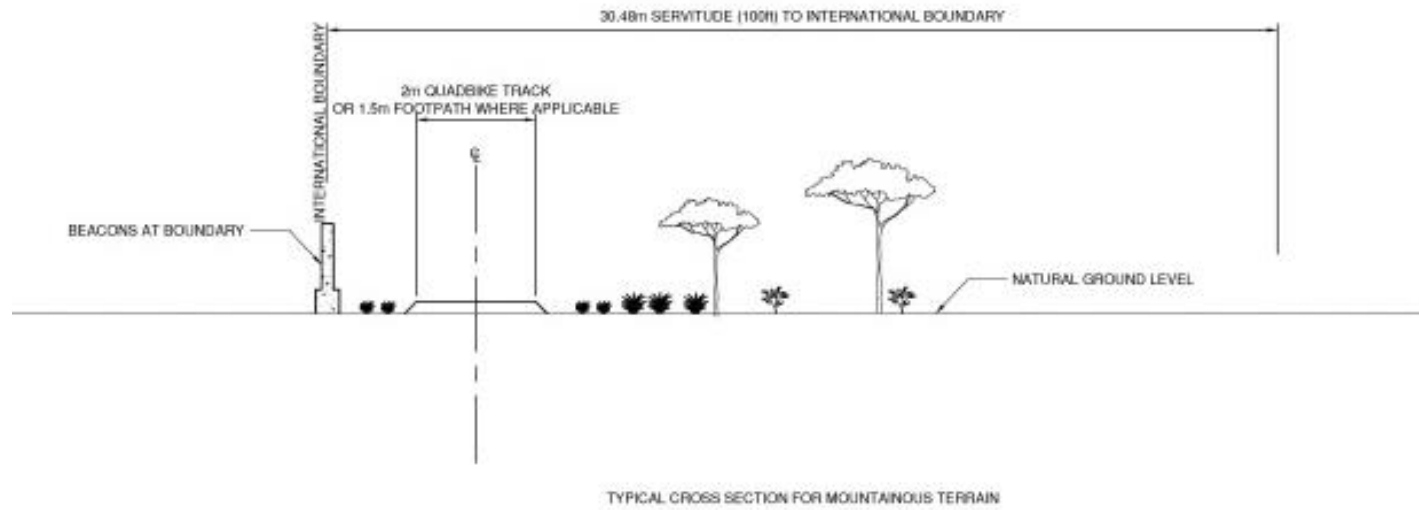 30.48m SERVITUDE (100ft) TO INTERNATIONAL BOUNDARY
INTERNATIONAL BOUNDARY
2m QUADBIKE TRACK
OR 1.5m FOOTPATH WHERE APPLICABLE
℄
BEACONS AT BOUNDARY
NATURAL GROUND LEVEL
TYPICAL CROSS SECTION FOR MOUNTAINOUS TERRAIN